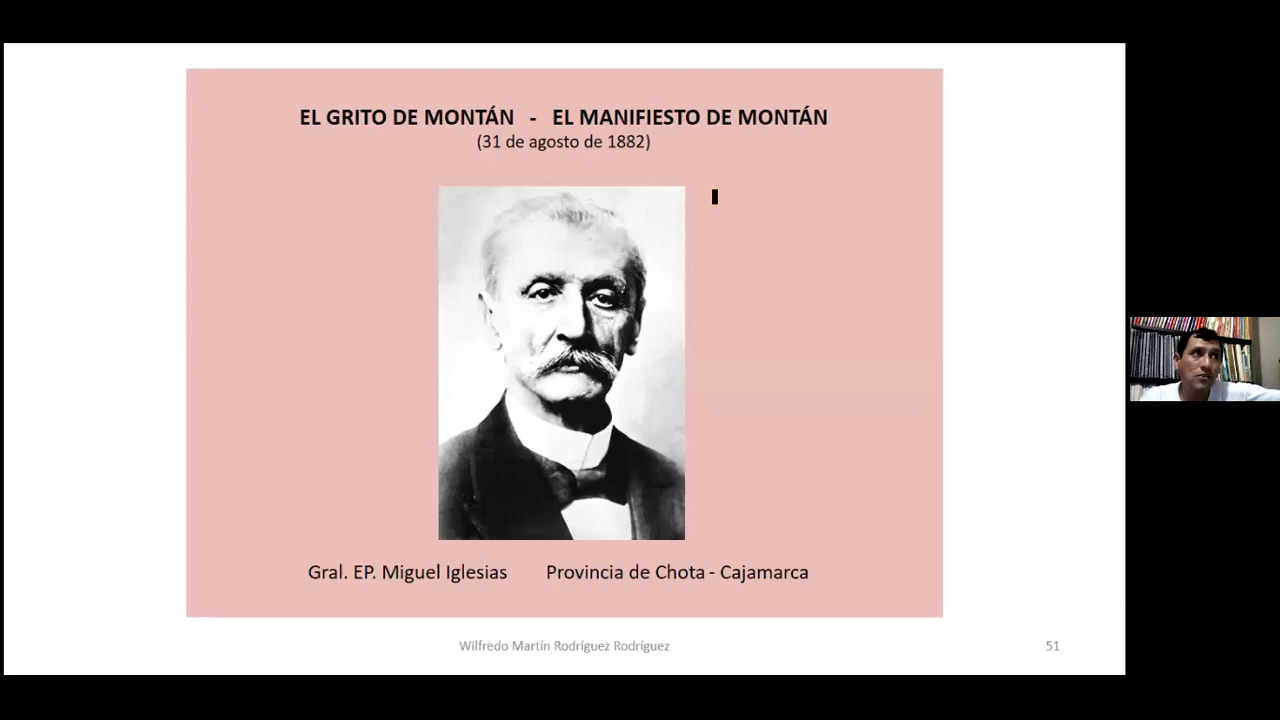 EL GRITO DE MONTÁN - EL MANIFIESTO DE MONTÁN
(31 de agosto de 1882)
Gral. EP. Miguel Iglesias Provincia de Chota - Cajamarca
Wilfredo Martín Rodríguez Rodríguez 51